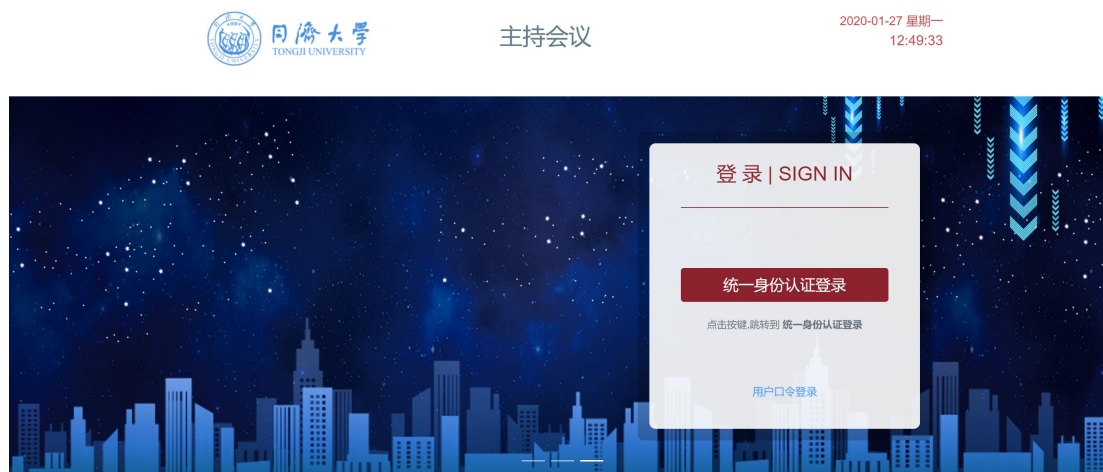 同濟大学
TONGJI UNIVERSITY
主持会议
2020-01-27 星期一
12:49:33
登 录 | SIGN IN
统一身份认证登录
点击按键,跳转到 统一身份认证登录
用户口令登录